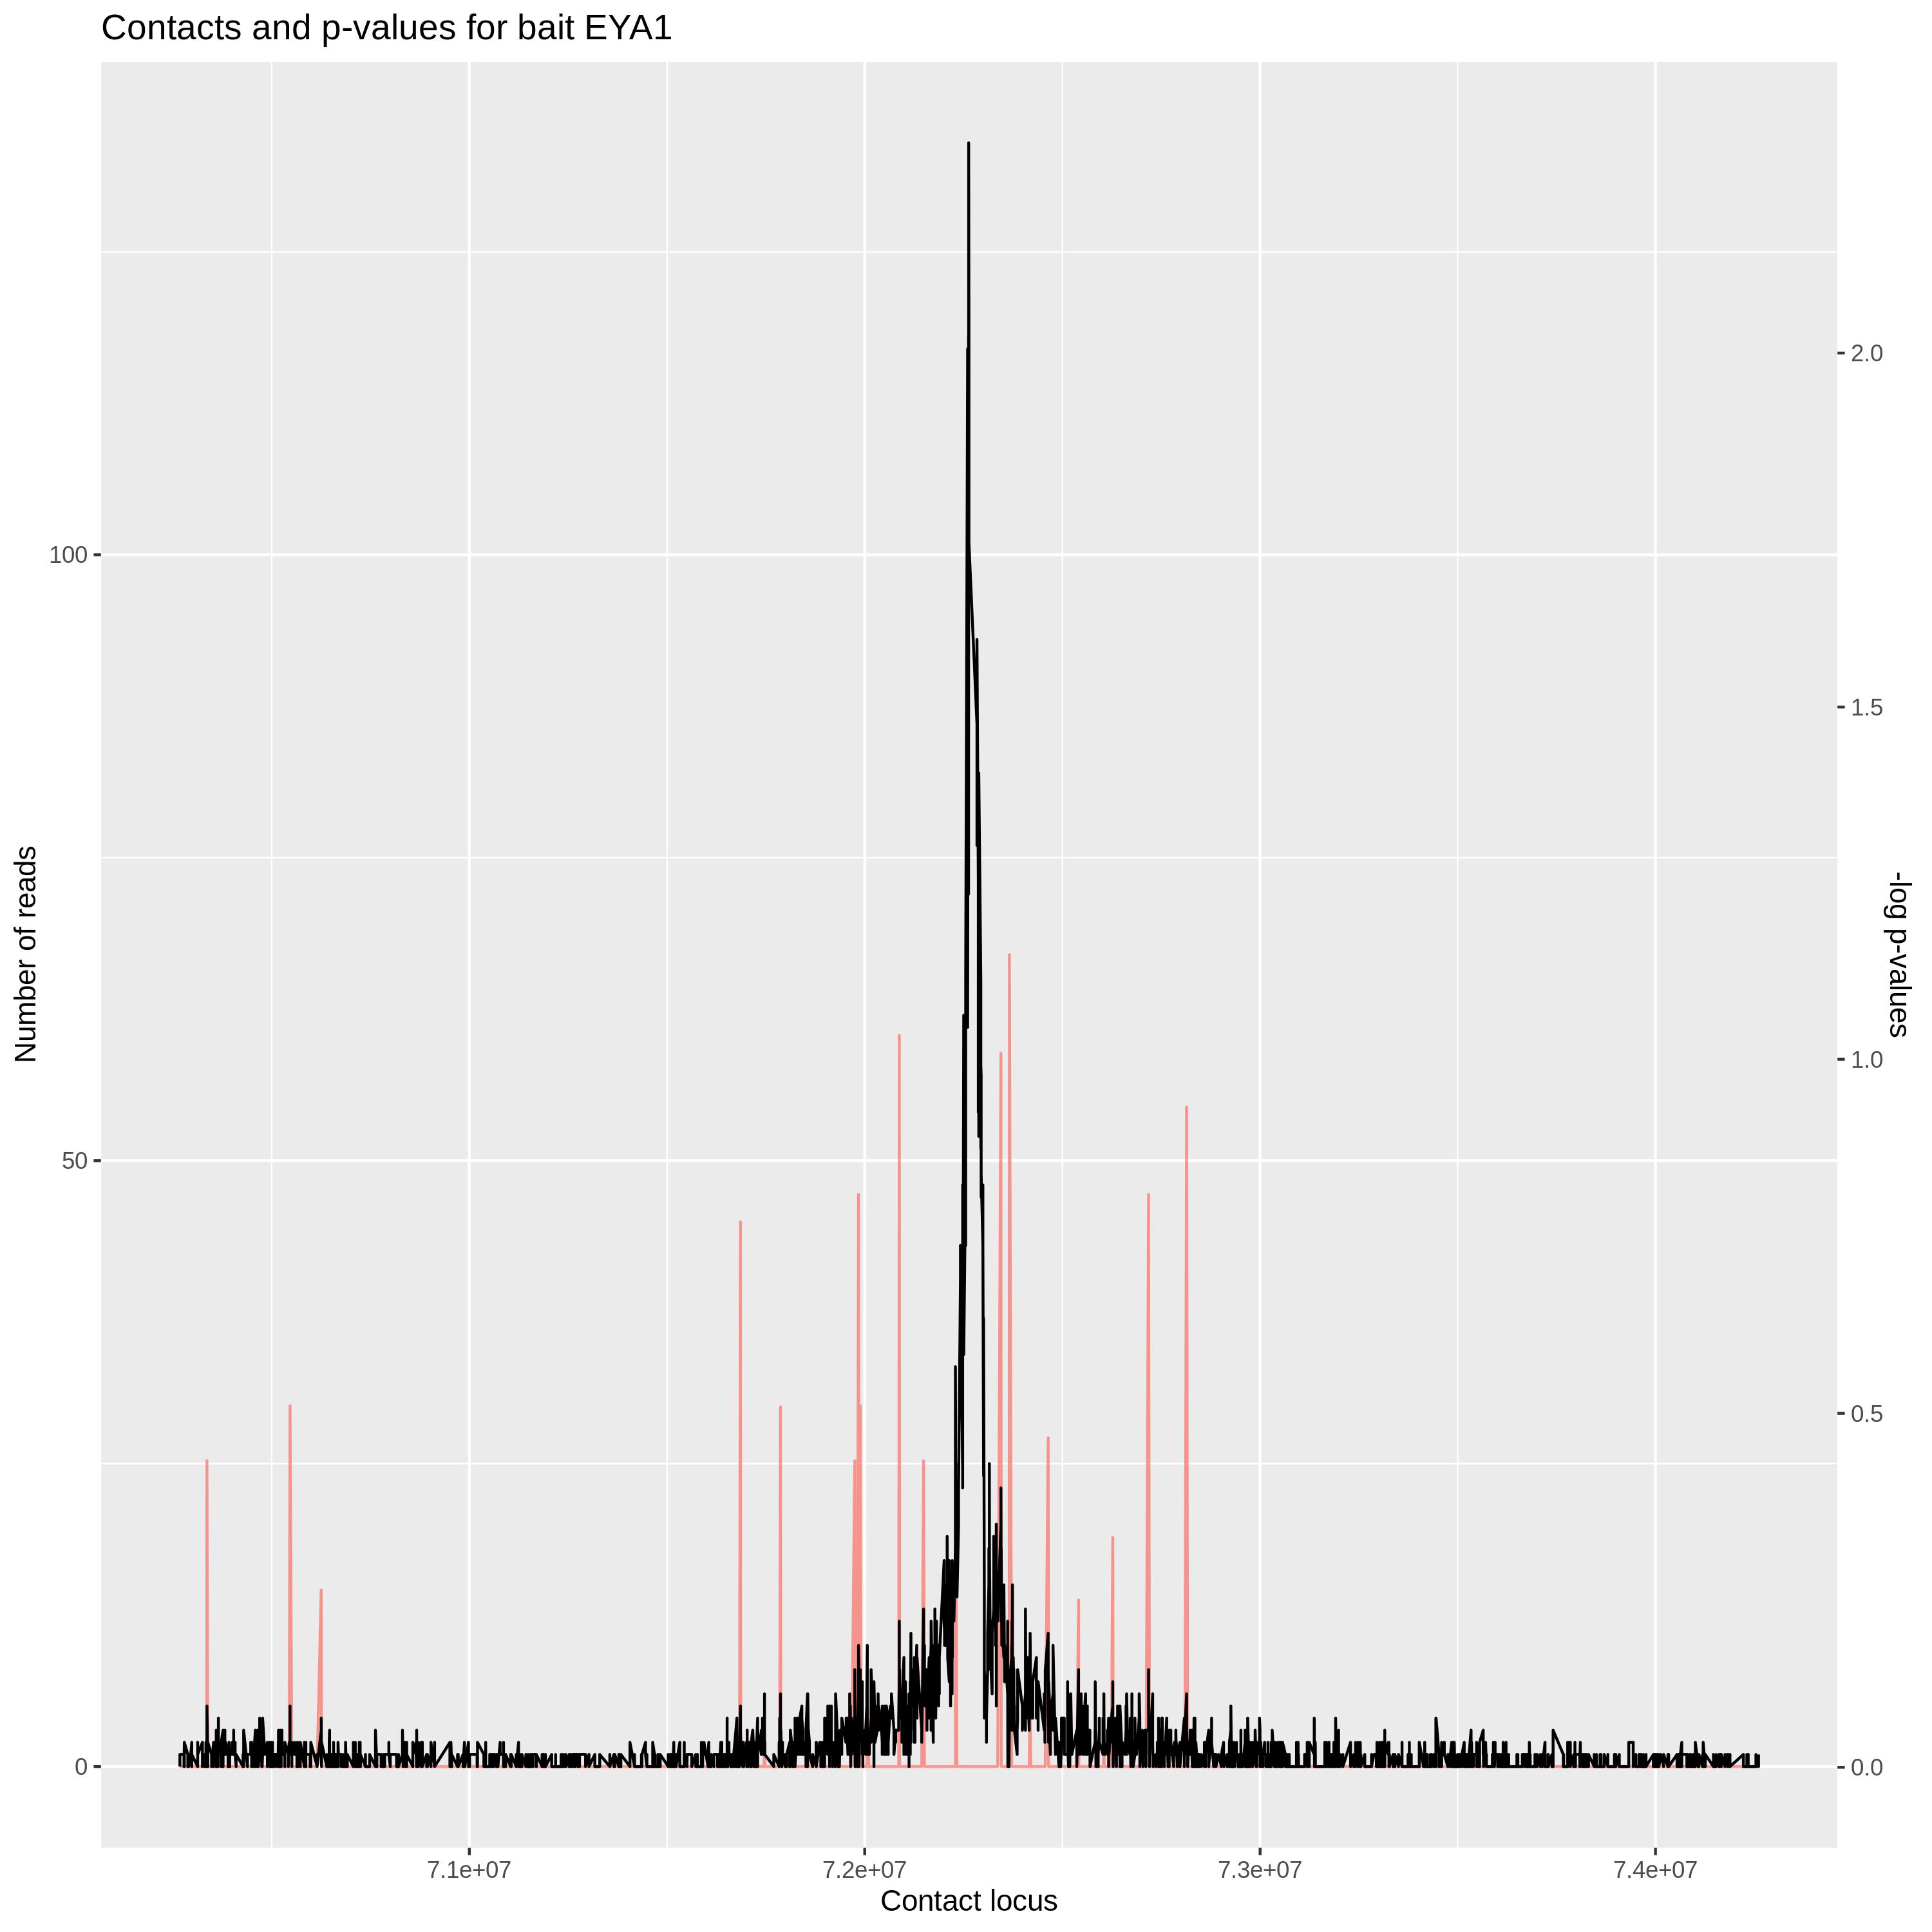 Contacts and p-values for bait EYA1
Number of reads
100
50
0
2.0
1.5
1.0
0.5
0.0
-log p-values
7.1e+07 7.2e+07 7.3e+07 7.4e+07
Contact locus